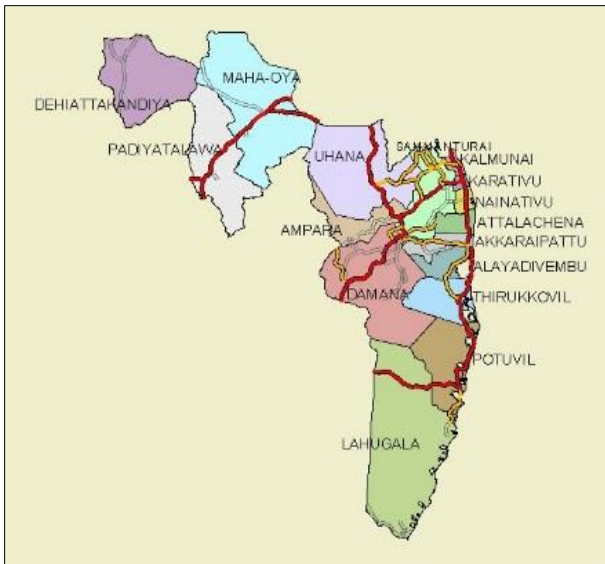 MAHA-OYA
DEHIATTAKANDIYA
PADIYATALAWA
UHANA
SAMMANTURAI
KALMUNAI
KARATIVU
NAINATIVU
ATTALACHENA
AMPARA
AKKARAIPATTU
ALAYADIVEMBU
DAMANA
THIRUKKOVIL
POTUVIL
LAHUGALA